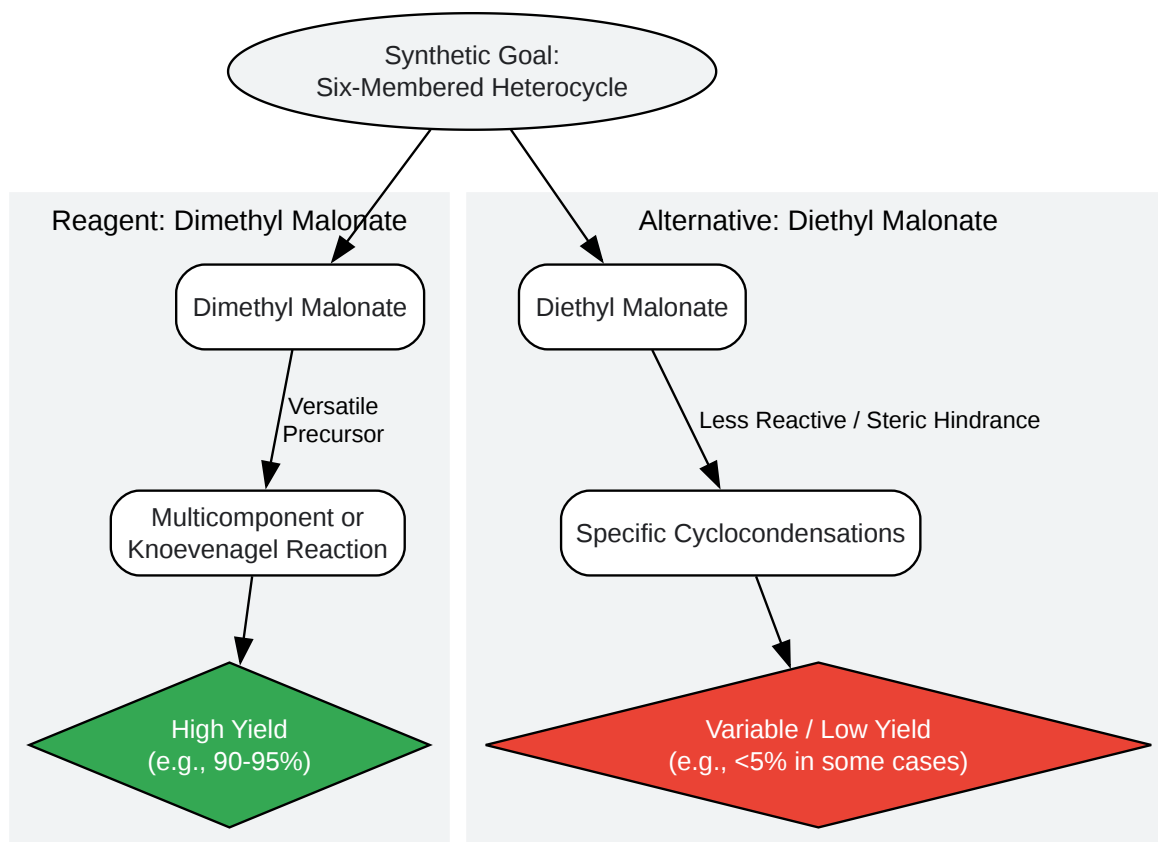 Synthetic Goal:
Six-Membered Heterocycle
Reagent: Dimethyl Malonate
Dimethyl Malonate
Versatile
Precursor
Multicomponent or
Knoevenagel Reaction
High Yield
(e.g., 90-95%)
Alternative: Diethyl Malonate
Diethyl Malonate
Less Reactive / Steric Hindrance
Specific Cyclocondensations
Variable / Low Yield
(e.g., <5% in some cases)